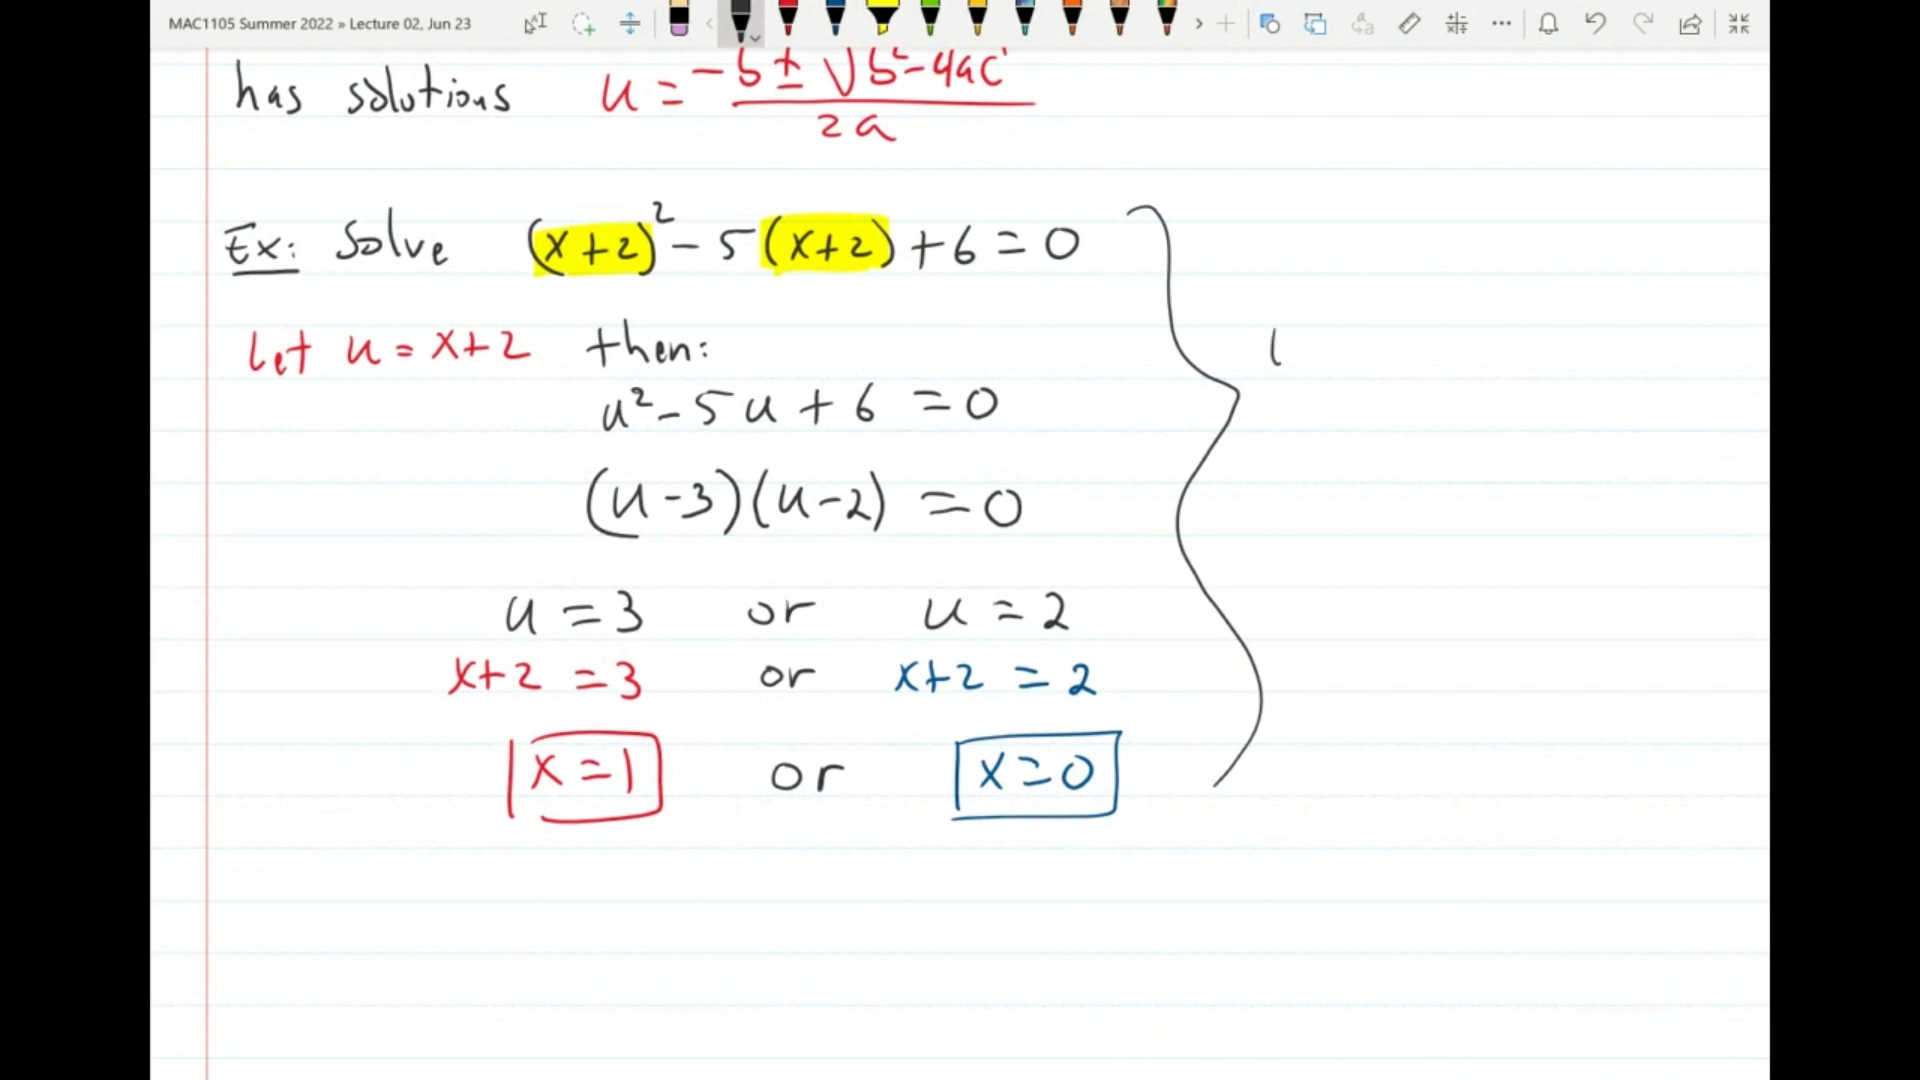 MAC1105 Summer 2022 » Lecture 02, Jun 23
has solutions u = -b ± √b²-4ac / 2a
Ex: Solve (x+2)² - 5(x+2) + 6 = 0
Let u = x+2 then:
u² - 5u + 6 = 0
(u-3)(u-2) = 0
u = 3 or u = 2
x+2 = 3 or x+2 = 2
x = 1 or x = 0